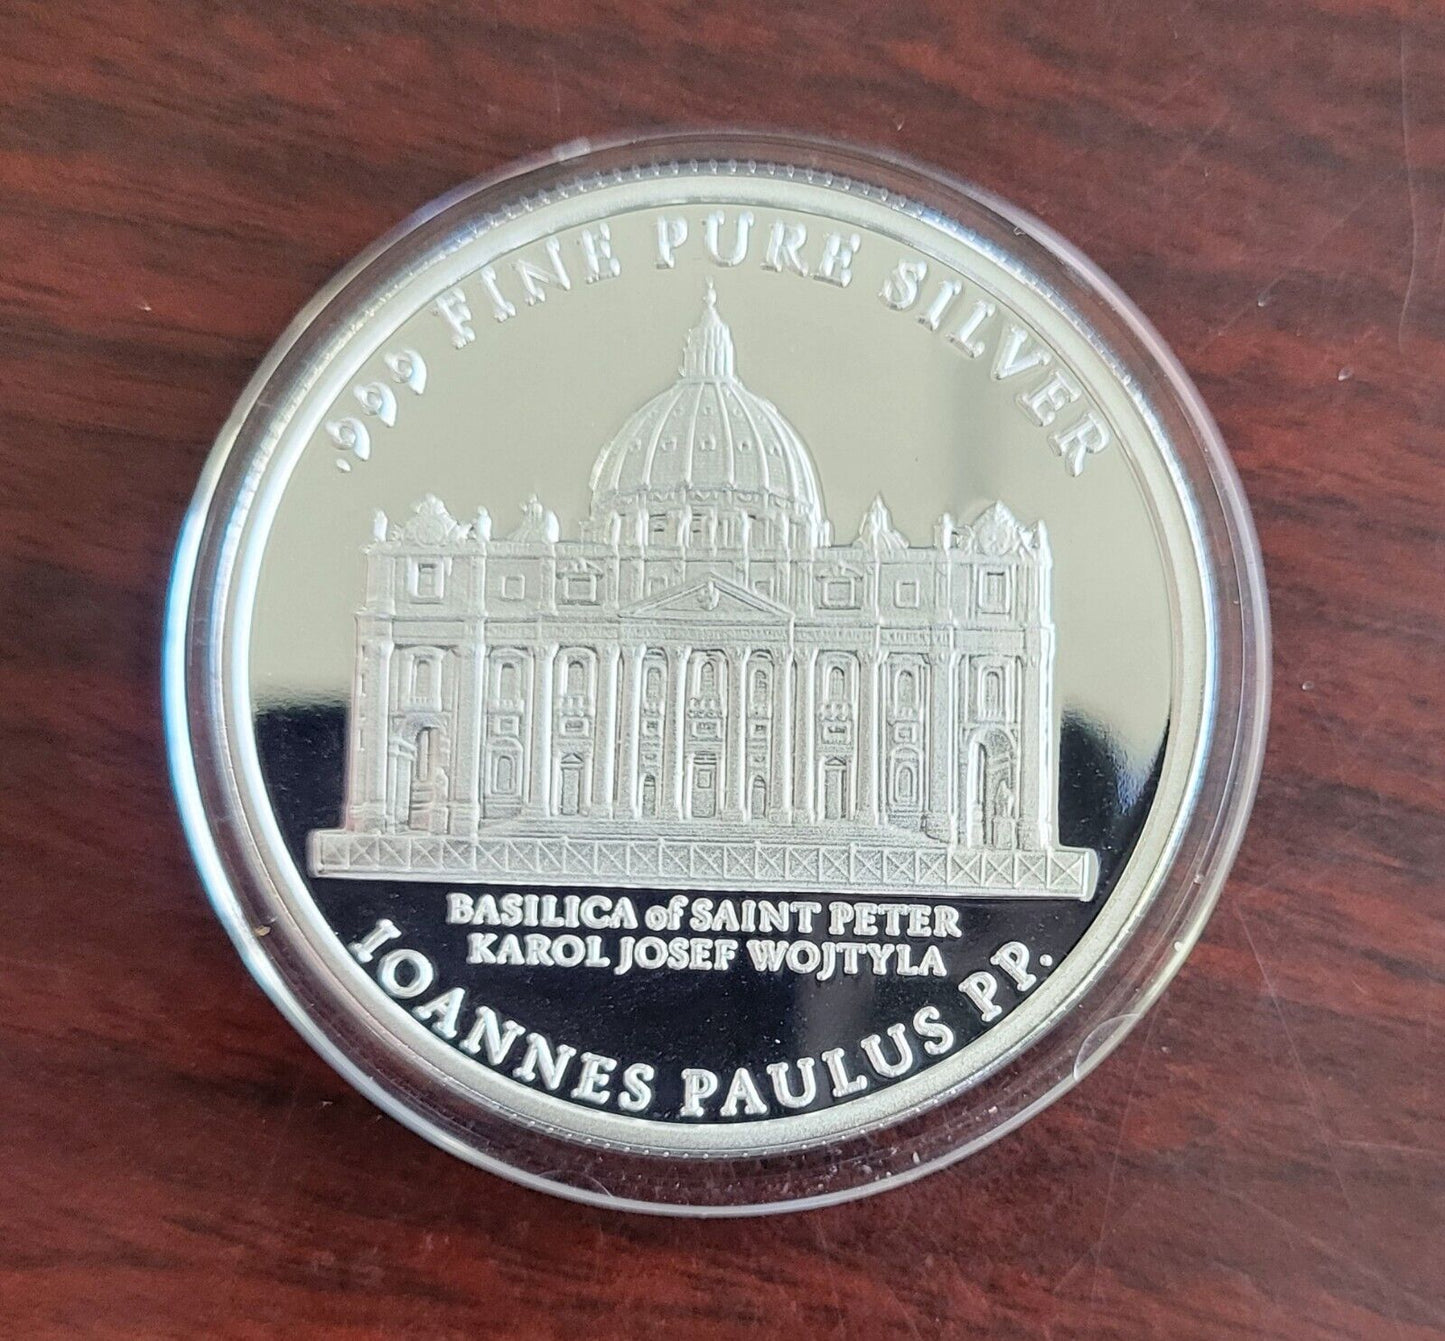 .999 FINE PURE SILVER
BASILICA of SAINT PETER
KAROL JOSEF WOJTYLA
IOANNES PAULUS PP.